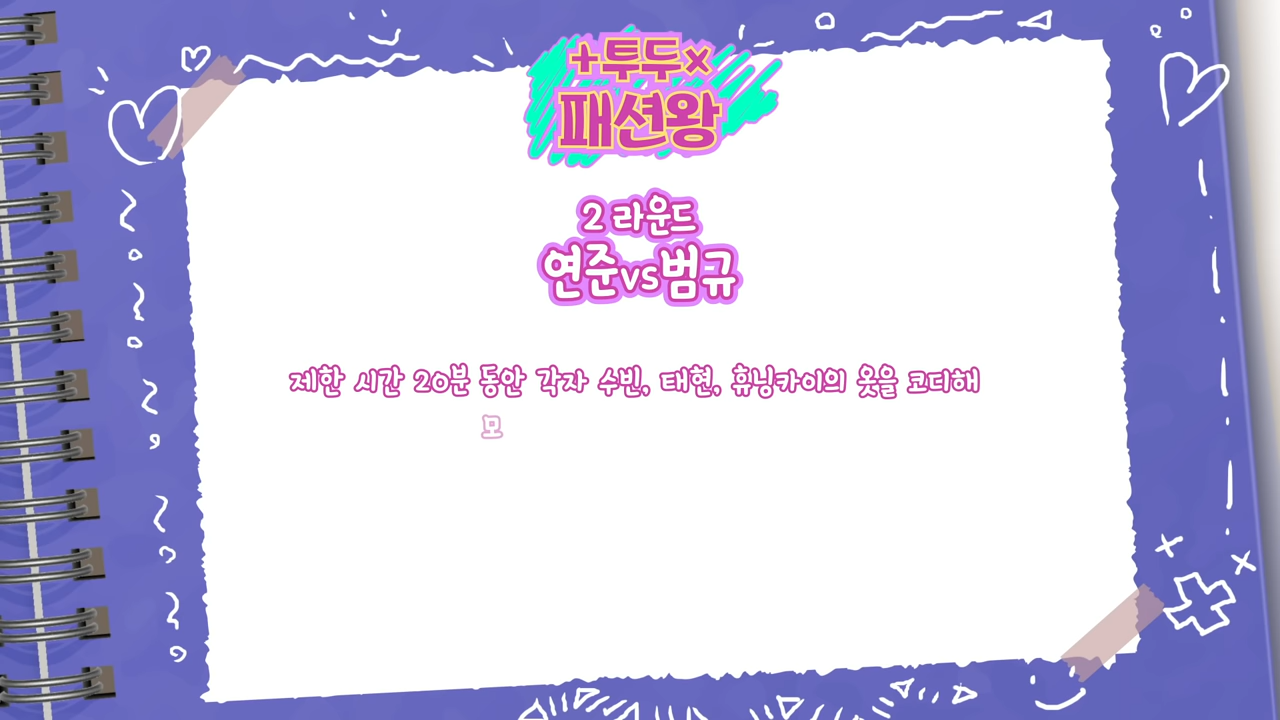 +투두x
패션왕
2 라운드
연준vs범규
제한 시간 20분 동안 각자 수빈, 태현, 휴닝카이의 옷을 코디해
모